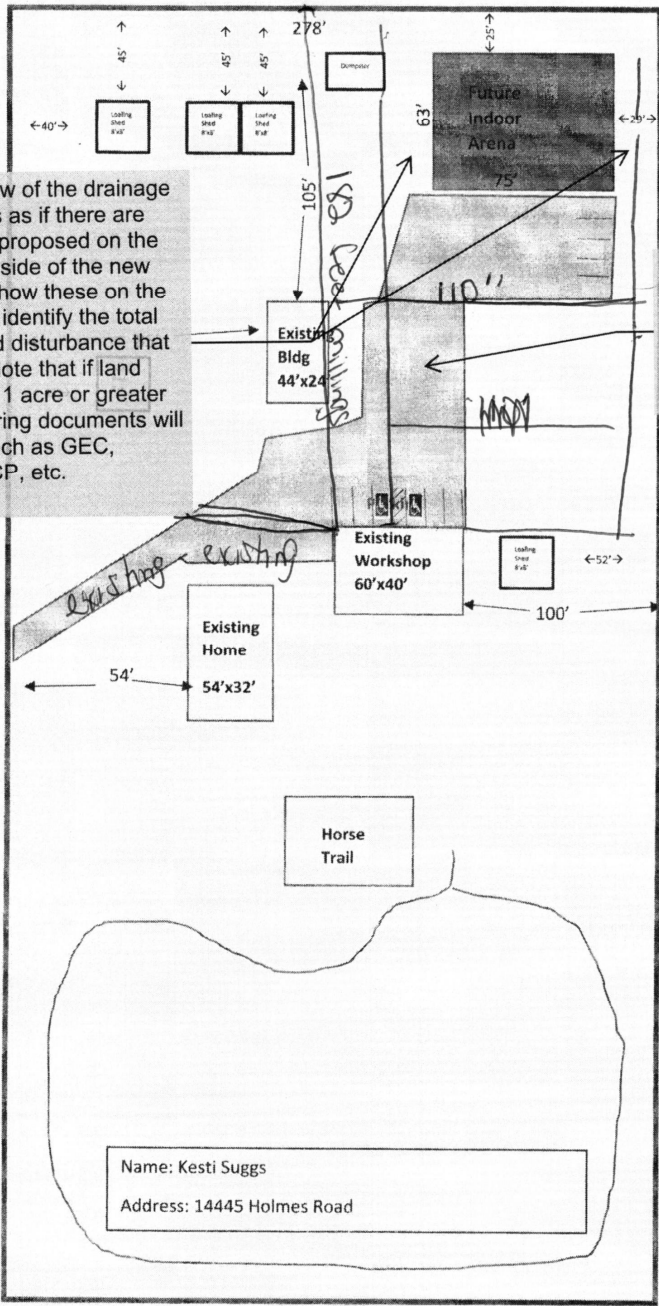 278'
45'
45'
45'
25'
Dumpster
Future
Indoor
Arena
63'
75'
29'
40'
Loafing
Shed
8'x8'
Loafing
Shed
8'x8'
Loafing
Shed
8'x8'
105'
180 feet millings
w of the drainage
s as if there are
proposed on the
side of the new
how these on the
identify the total
d disturbance that
ote that if land
1 acre or greater
ring documents will
ch as GEC,
CP, etc.
110"
Existing
Bldg
44'x24'
existing - existing
Existing
Workshop
60'x40'
Loafing
Shed
8'x8'
52'
100'
Existing
Home
54'x32'
54'
Horse
Trail
Name: Kesti Suggs
Address: 14445 Holmes Road